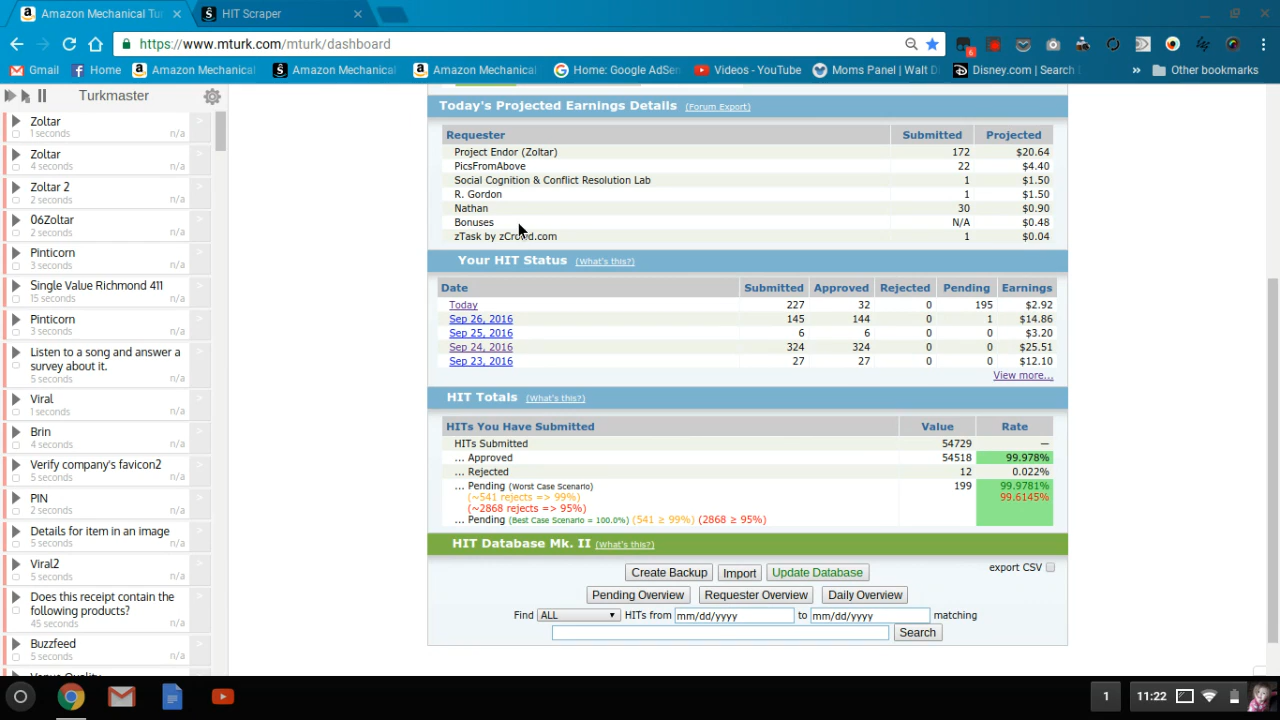 Amazon Mechanical Tur
HIT Scraper
https://www.mturk.com/mturk/dashboard
6
Gmail
Home
Amazon Mechanical
Amazon Mechanical
Amazon Mechanical
Home: Google AdSen
Videos - YouTube
Moms Panel | Walt D
Disney.com | Search
»
Other bookmarks
Turkmaster
Zoltar
1 seconds n/a >
Zoltar
4 seconds n/a >
Zoltar 2
2 seconds n/a >
06Zoltar
2 seconds n/a >
Pinticorn
3 seconds n/a >
Single Value Richmond 411
15 seconds n/a >
Pinticorn
3 seconds n/a >
Listen to a song and answer a
survey about it.
5 seconds n/a >
Viral
1 seconds n/a >
Brin
4 seconds n/a >
Verify company's favicon2
5 seconds n/a >
PIN
2 seconds n/a >
Details for item in an image
5 seconds n/a >
Viral2
5 seconds n/a >
Does this receipt contain the
following products?
45 seconds n/a >
Buzzfeed
5 seconds n/a >
Today's Projected Earnings Details (Forum Export)
Requester Submitted Projected
Project Endor (Zoltar) 172 $20.64
PicsFromAbove 22 $4.40
Social Cognition & Conflict Resolution Lab 1 $1.50
R. Gordon 1 $1.50
Nathan 30 $0.90
Bonuses N/A $0.48
zTask by zCrowd.com 1 $0.04
Your HIT Status (What's this?)
Date Submitted Approved Rejected Pending Earnings
Today 227 32 0 195 $2.92
Sep 26, 2016 145 144 0 1 $14.86
Sep 25, 2016 6 6 0 0 $3.20
Sep 24, 2016 324 324 0 0 $25.51
Sep 23, 2016 27 27 0 0 $12.10
View more...
HIT Totals (What's this?)
HITs You Have Submitted Value Rate
HITs Submitted 54729 —
... Approved 54518 99.978%
... Rejected 12 0.022%
... Pending (Worst Case Scenario) 199 99.9781%
(~541 rejects => 99%) 99.6145%
(~2868 rejects => 95%)
... Pending (Best Case Scenario = 100.0%) (541 ≥ 99%) (2868 ≥ 95%)
HIT Database Mk. II (What's this?)
Create Backup Import Update Database export CSV
Pending Overview Requester Overview Daily Overview
Find ALL HITs from mm/dd/yyyy to mm/dd/yyyy matching
Search
1 11:22